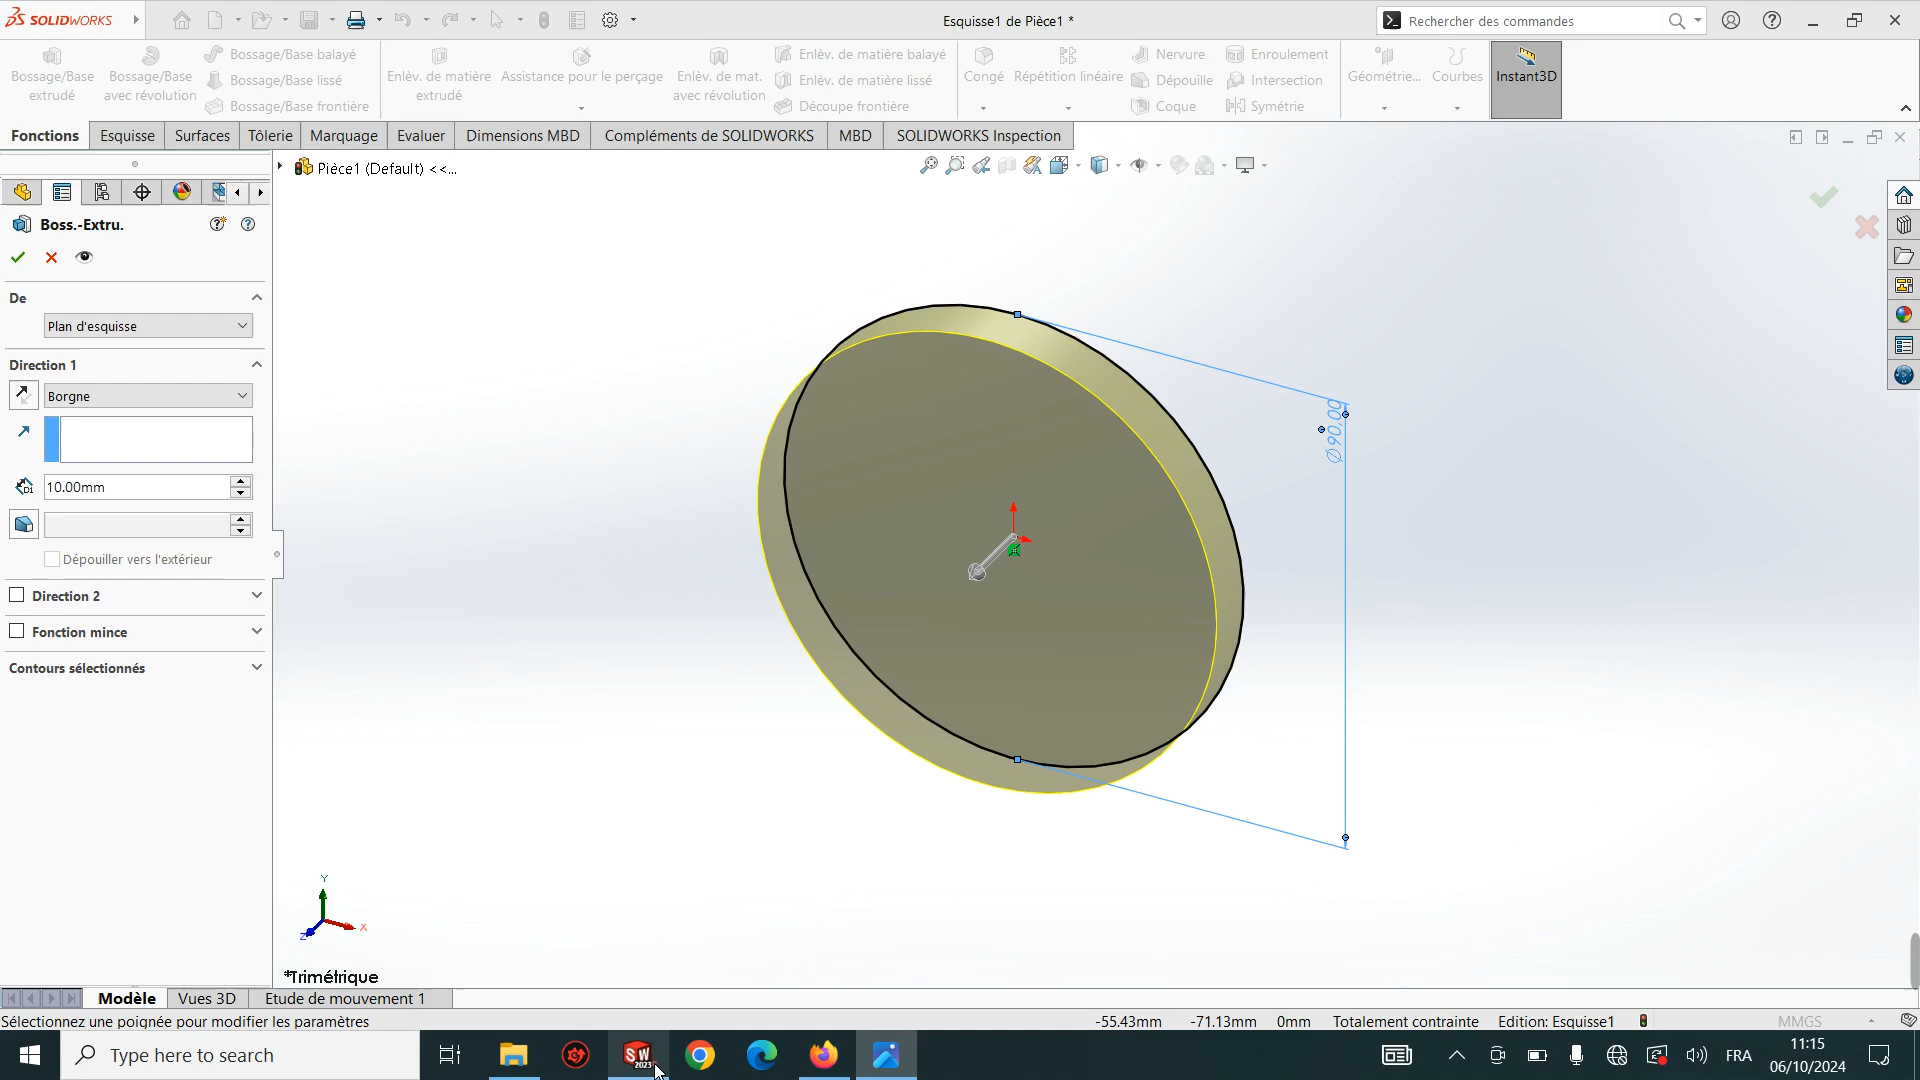 SOLIDWORKS
Esquisse1 de Pièce1 *
Rechercher des commandes
Bossage/Base extrudé
Bossage/Base avec révolution
Bossage/Base balayé
Bossage/Base lissé
Bossage/Base frontière
Enlèv. de matière extrudé
Assistance pour le perçage
Enlèv. de mat. avec révolution
Enlèv. de matière balayé
Enlèv. de matière lissé
Découpe frontière
Congé
Répétition linéaire
Nervure
Dépouille
Coque
Enroulement
Intersection
Symétrie
Géométrie...
Courbes
Instant3D
Fonctions
Esquisse
Surfaces
Tôlerie
Marquage
Evaluer
Dimensions MBD
Compléments de SOLIDWORKS
MBD
SOLIDWORKS Inspection
Pièce1 (Default) <<...
Boss.-Extru.
De
Plan d'esquisse
Direction 1
Borgne
D1
10.00mm
Dépouiller vers l'extérieur
Direction 2
Fonction mince
Contours sélectionnés
Ø90,00
Y
X
Z
*Trimétrique
Modèle
Vues 3D
Etude de mouvement 1
Sélectionnez une poignée pour modifier les paramètres
-55.43mm
-71.13mm
0mm
Totalement contrainte
Edition: Esquisse1
MMGS
Type here to search
SW
2023
FRA
11:15
06/10/2024